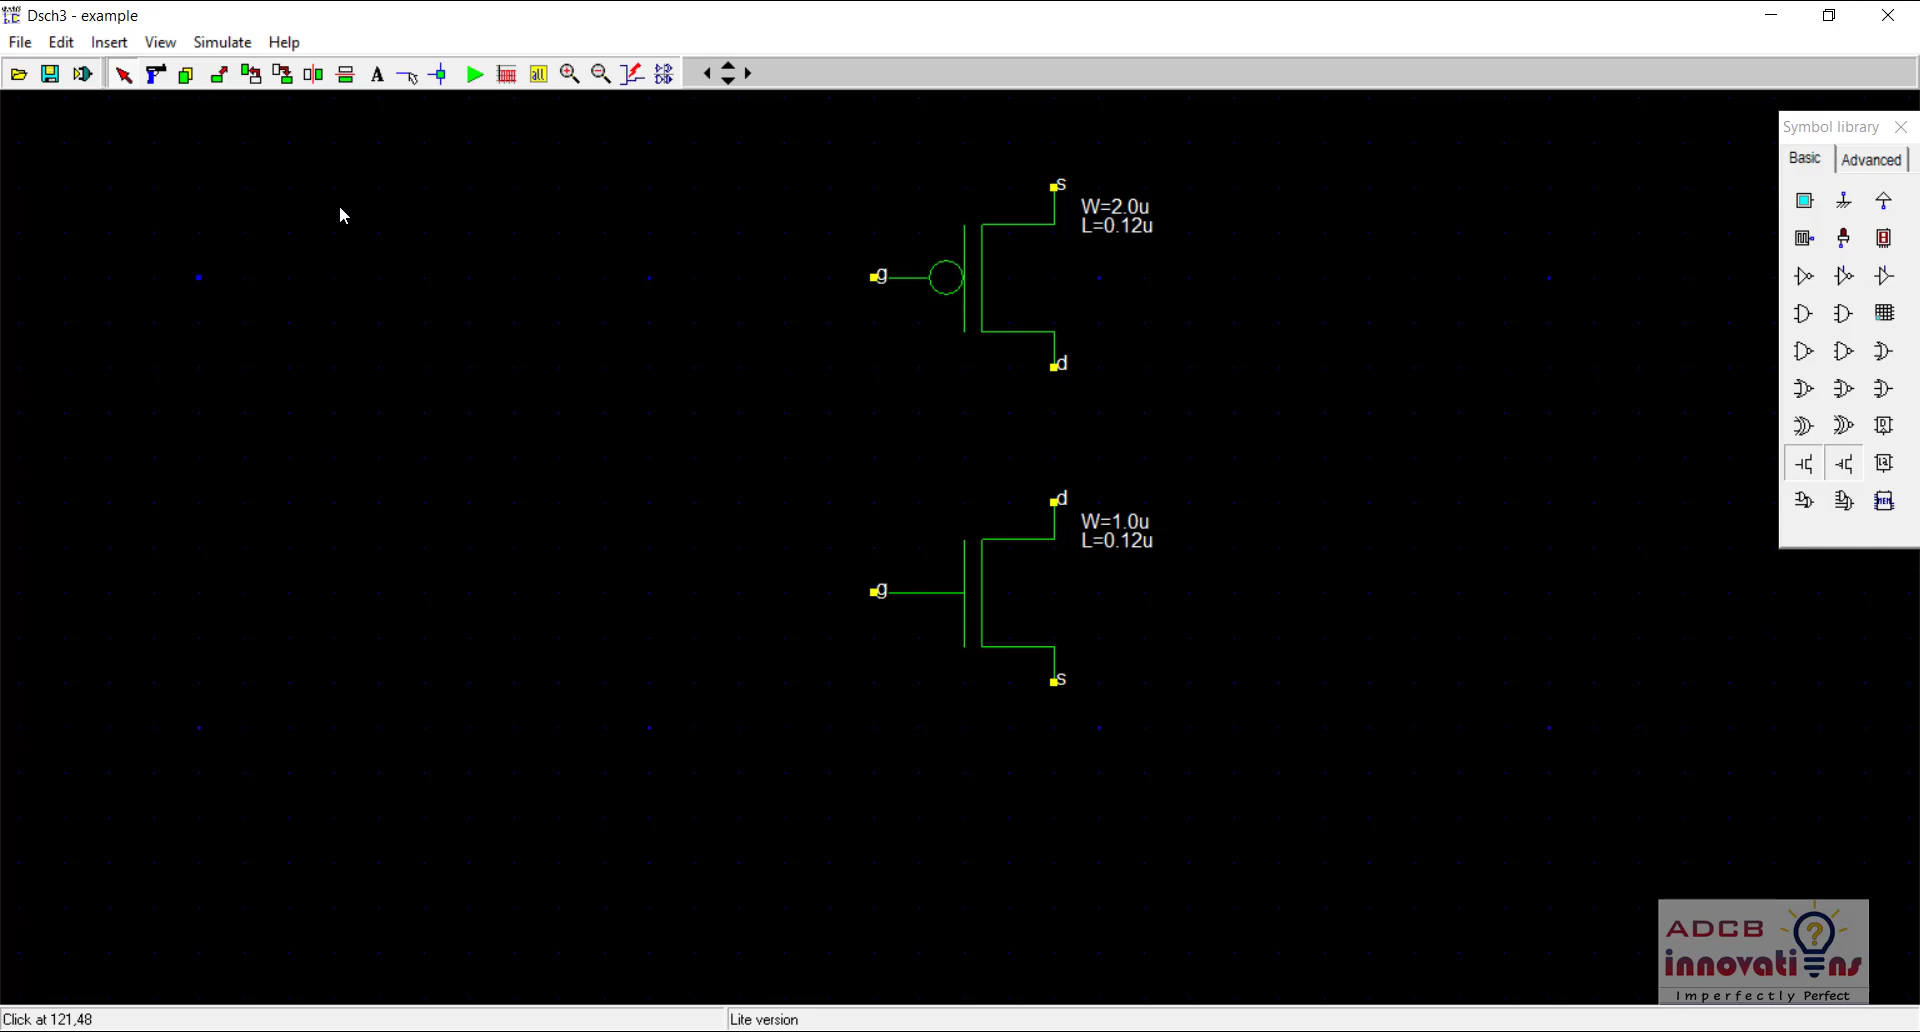 Dsch3 - example
File Edit Insert View Simulate Help
A
all
Symbol library
Basic Advanced
s
W=2.0u
L=0.12u
g
d
d
W=1.0u
L=0.12u
g
s
ADCB
innovations
Imperfectly Perfect
Click at 121,48
Lite version